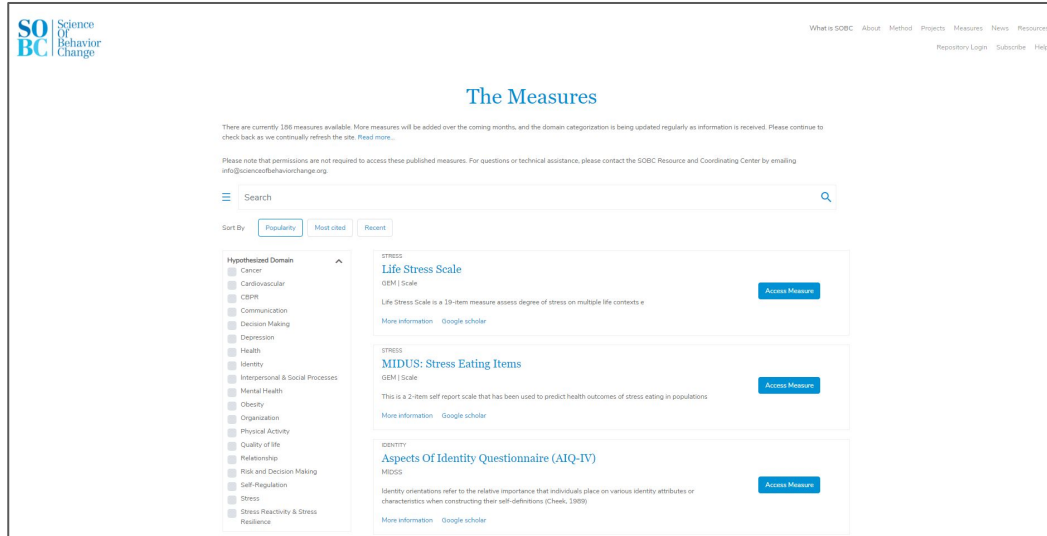 SO
BC
Science
Of
Behavior
Change
What is SOBC About Method Projects Measures News Resources
Repository Login Subscribe Help
The Measures
There are currently 186 measures available. More measures will be added over the coming months, and the domain categorization is being updated regularly as information is received. Please continue to
check back as we continually refresh the site. Read more...
Please note that permissions are not required to access these published measures. For questions or technical assistance, please contact the SOBC Resource and Coordinating Center by emailing
info@scienceofbehaviorchange.org.
Search
Sort By Popularity Most cited Recent
Hypothesized Domain
Cancer
Cardiovascular
CBPR
Communication
Decision Making
Depression
Health
Identity
Interpersonal & Social Processes
Mental Health
Obesity
Organization
Physical Activity
Quality of life
Relationship
Risk and Decision Making
Self-Regulation
Stress
Stress Reactivity & Stress
Resilience
STRESS
Life Stress Scale
GEM | Scale
Life Stress Scale is a 19-item measure assess degree of stress on multiple life contexts e
More information Google scholar
Access Measure
STRESS
MIDUS: Stress Eating Items
GEM | Scale
This is a 2-item self report scale that has been used to predict health outcomes of stress eating in populations
More information Google scholar
Access Measure
IDENTITY
Aspects Of Identity Questionnaire (AIQ-IV)
MIDSS
Identity orientations refer to the relative importance that individuals place on various identity attributes or
characteristics when constructing their self-definitions (Cheek, 1989)
More information Google scholar
Access Measure